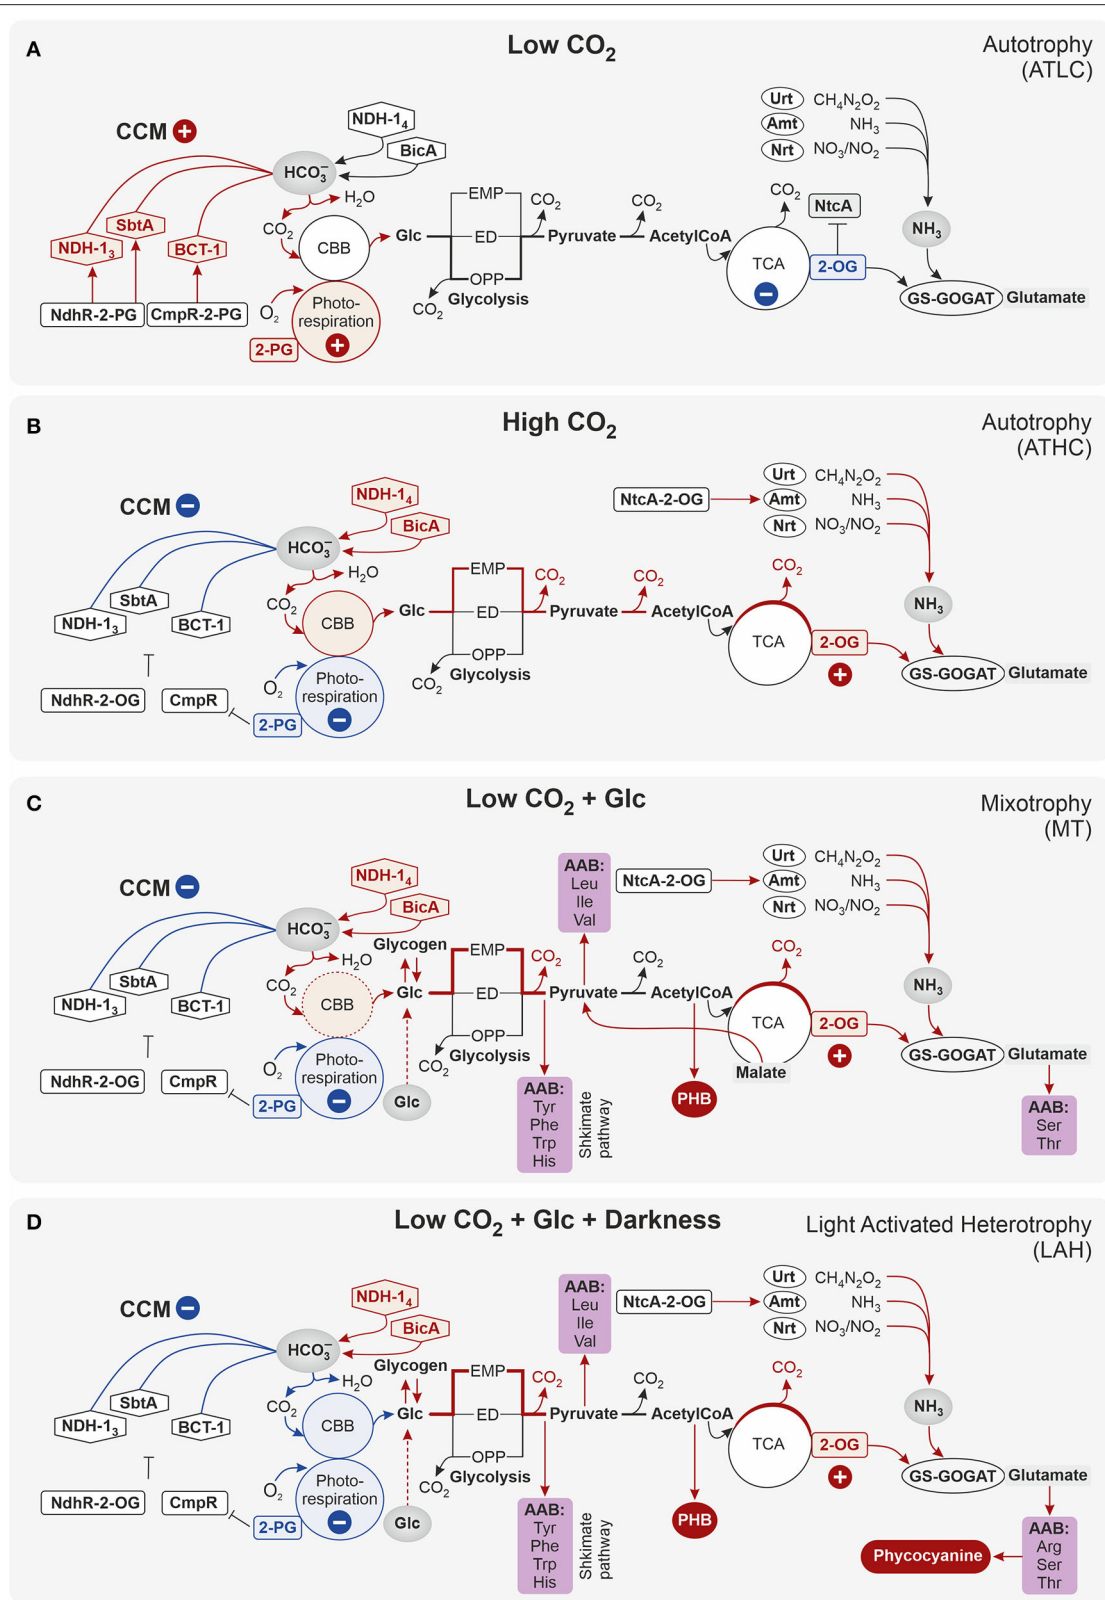 A
Low CO2
Autotrophy
(ATLC)
CCM +
NDH-14
BicA
HCO3−
H2O
CO2
SbtA
NDH-13
BCT-1
NdhR-2-PG
CmpR-2-PG
CBB
O2
Photo-
respiration
+
2-PG
Glc
EMP
ED
OPP
CO2
Glycolysis
CO2
Pyruvate
CO2
AcetylCoA
CO2
TCA
−
NtcA
2-OG
Urt CH4N2O2
Amt NH3
Nrt NO3/NO2
NH3
GS-GOGAT
Glutamate
B
High CO2
Autotrophy
(ATHC)
CCM −
NDH-14
BicA
HCO3−
H2O
CO2
SbtA
NDH-13
BCT-1
NdhR-2-OG
CmpR
CBB
O2
Photo-
respiration
−
2-PG
Glc
EMP
ED
OPP
CO2
Glycolysis
CO2
Pyruvate
CO2
AcetylCoA
CO2
TCA
2-OG
+
NtcA-2-OG
Urt CH4N2O2
Amt NH3
Nrt NO3/NO2
NH3
GS-GOGAT
Glutamate
C
Low CO2 + Glc
Mixotrophy
(MT)
CCM −
NDH-14
BicA
HCO3−
H2O
CO2
SbtA
NDH-13
BCT-1
NdhR-2-OG
CmpR
CBB
O2
Photo-
respiration
−
2-PG
Glycogen
Glc
Glc
EMP
ED
OPP
CO2
Glycolysis
CO2
AAB:
Leu
Ile
Val
Pyruvate
CO2
AcetylCoA
CO2
TCA
Malate
2-OG
+
AAB:
Tyr
Phe
Trp
His
Shkimate
pathway
PHB
NtcA-2-OG
Urt CH4N2O2
Amt NH3
Nrt NO3/NO2
NH3
GS-GOGAT
Glutamate
AAB:
Ser
Thr
D
Low CO2 + Glc + Darkness
Light Activated Heterotrophy
(LAH)
CCM −
NDH-14
BicA
HCO3−
H2O
CO2
SbtA
NDH-13
BCT-1
NdhR-2-OG
CmpR
CBB
O2
Photo-
respiration
−
2-PG
Glycogen
Glc
Glc
EMP
ED
OPP
CO2
Glycolysis
CO2
AAB:
Leu
Ile
Val
Pyruvate
CO2
AcetylCoA
CO2
TCA
2-OG
+
AAB:
Tyr
Phe
Trp
His
Shkimate
pathway
PHB
NtcA-2-OG
Urt CH4N2O2
Amt NH3
Nrt NO3/NO2
NH3
GS-GOGAT
Glutamate
AAB:
Arg
Ser
Thr
Phycocyanine